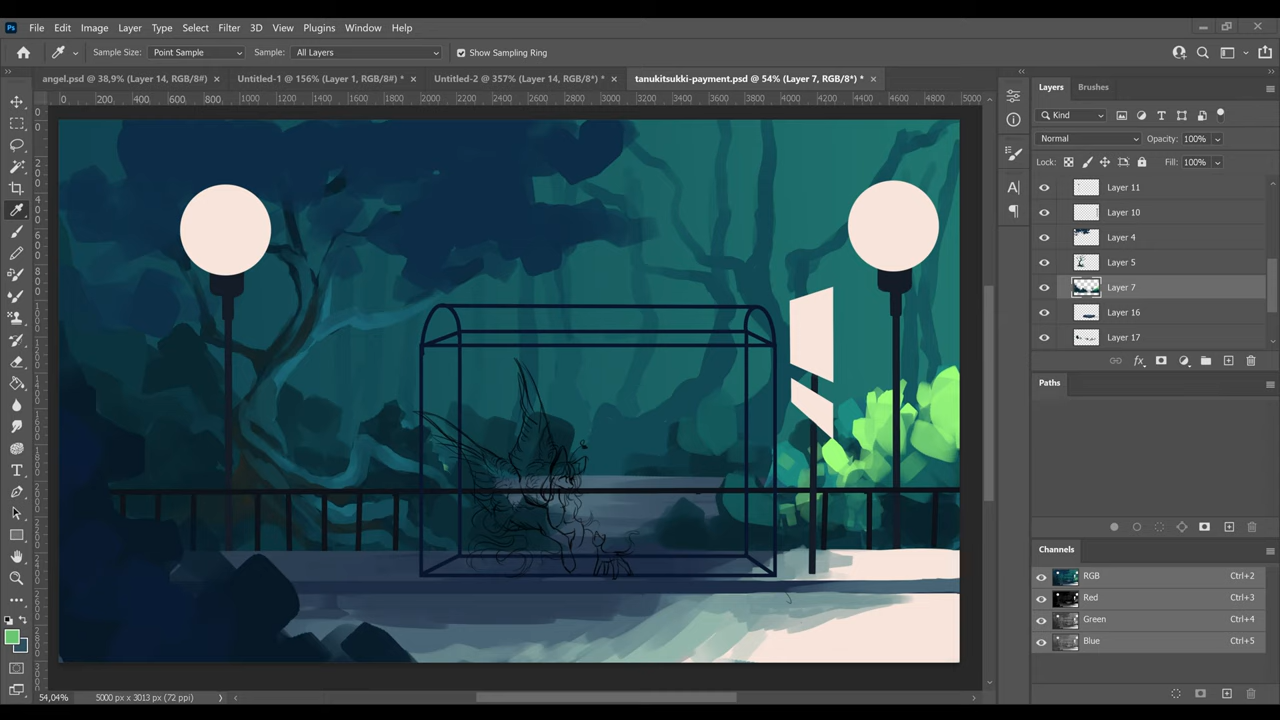 Ps File Edit Image Layer Type Select Filter 3D View Plugins Window Help
Sample Size: Point Sample Sample: All Layers Show Sampling Ring
angel.psd @ 38,9% (Layer 14, RGB/8#) × Untitled-1 @ 156% (Layer 1, RGB/8#) * × Untitled-2 @ 357% (Layer 14, RGB/8*) * × tanukitsukki-payment.psd @ 54% (Layer 7, RGB/8*) * ×
0 200 400 600 800 1000 1200 1400 1600 1800 2000 2200 2400 2600 2800 3000 3200 3400 3600 3800 4000 4200 4400 4600 4800 5000
Layers Brushes
Kind
Normal Opacity: 100%
Lock: Fill: 100%
Layer 11
Layer 10
Layer 4
Layer 5
Layer 7
Layer 16
Layer 17
Paths
Channels
RGB Ctrl+2
Red Ctrl+3
Green Ctrl+4
Blue Ctrl+5
54,04% 5000 px x 3013 px (72 ppi)